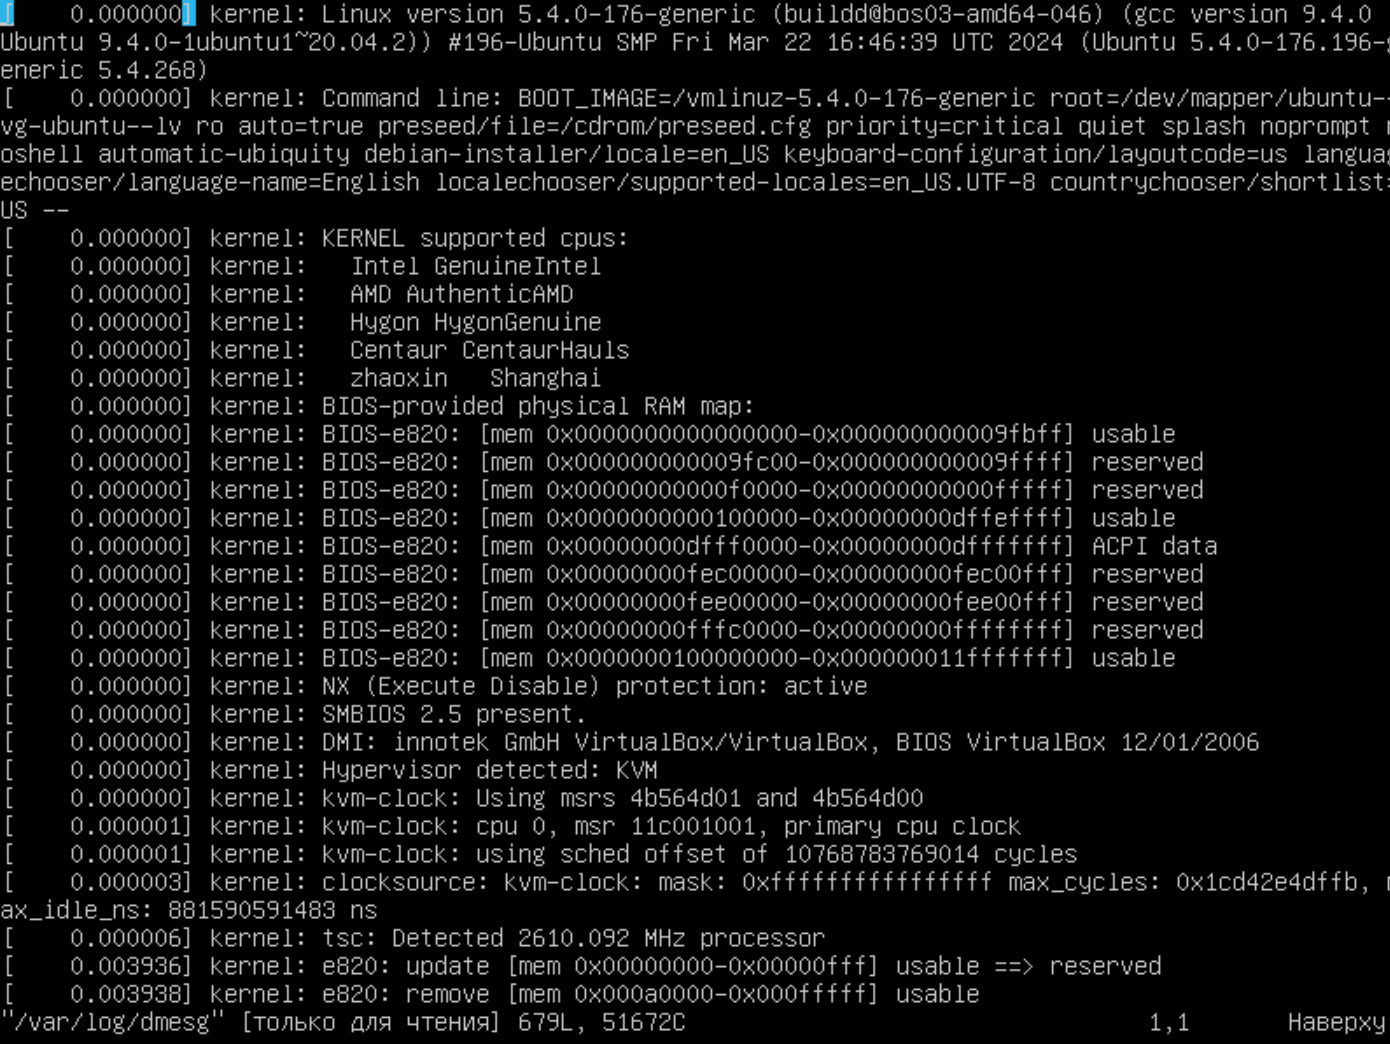 [    0.000000] kernel: Linux version 5.4.0-176-generic (buildd@bos03-amd64-046) (gcc version 9.4.0
Ubuntu 9.4.0-1ubuntu1~20.04.2)) #196-Ubuntu SMP Fri Mar 22 16:46:39 UTC 2024 (Ubuntu 5.4.0-176.196-g
eneric 5.4.268)
[    0.000000] kernel: Command line: BOOT_IMAGE=/vmlinuz-5.4.0-176-generic root=/dev/mapper/ubuntu--
vg-ubuntu--lv ro auto=true preseed/file=/cdrom/preseed.cfg priority=critical quiet splash noprompt n
oshell automatic-ubiquity debian-installer/locale=en_US keyboard-configuration/layoutcode=us languag
echooser/language-name=English localechooser/supported-locales=en_US.UTF-8 countrychooser/shortlist=
US --
[    0.000000] kernel: KERNEL supported cpus:
[    0.000000] kernel:   Intel GenuineIntel
[    0.000000] kernel:   AMD AuthenticAMD
[    0.000000] kernel:   Hygon HygonGenuine
[    0.000000] kernel:   Centaur CentaurHauls
[    0.000000] kernel:   zhaoxin   Shanghai
[    0.000000] kernel: BIOS-provided physical RAM map:
[    0.000000] kernel: BIOS-e820: [mem 0x0000000000000000-0x000000000009fbff] usable
[    0.000000] kernel: BIOS-e820: [mem 0x000000000009fc00-0x000000000009ffff] reserved
[    0.000000] kernel: BIOS-e820: [mem 0x00000000000f0000-0x00000000000fffff] reserved
[    0.000000] kernel: BIOS-e820: [mem 0x0000000000100000-0x00000000dffeffff] usable
[    0.000000] kernel: BIOS-e820: [mem 0x00000000dfff0000-0x00000000dfffffff] ACPI data
[    0.000000] kernel: BIOS-e820: [mem 0x00000000fec00000-0x00000000fec00fff] reserved
[    0.000000] kernel: BIOS-e820: [mem 0x00000000fee00000-0x00000000fee00fff] reserved
[    0.000000] kernel: BIOS-e820: [mem 0x00000000fffc0000-0x00000000ffffffff] reserved
[    0.000000] kernel: BIOS-e820: [mem 0x0000000100000000-0x000000011fffffff] usable
[    0.000000] kernel: NX (Execute Disable) protection: active
[    0.000000] kernel: SMBIOS 2.5 present.
[    0.000000] kernel: DMI: innotek GmbH VirtualBox/VirtualBox, BIOS VirtualBox 12/01/2006
[    0.000000] kernel: Hypervisor detected: KVM
[    0.000000] kernel: kvm-clock: Using msrs 4b564d01 and 4b564d00
[    0.000001] kernel: kvm-clock: cpu 0, msr 11c001001, primary cpu clock
[    0.000001] kernel: kvm-clock: using sched offset of 10768783769014 cycles
[    0.000003] kernel: clocksource: kvm-clock: mask: 0xffffffffffffffff max_cycles: 0x1cd42e4dffb, m
ax_idle_ns: 881590591483 ns
[    0.000006] kernel: tsc: Detected 2610.092 MHz processor
[    0.003936] kernel: e820: update [mem 0x00000000-0x00000fff] usable ==> reserved
[    0.003938] kernel: e820: remove [mem 0x000a0000-0x000fffff] usable
"/var/log/dmesg" [только для чтения] 679L, 51672C 1,1 Наверху